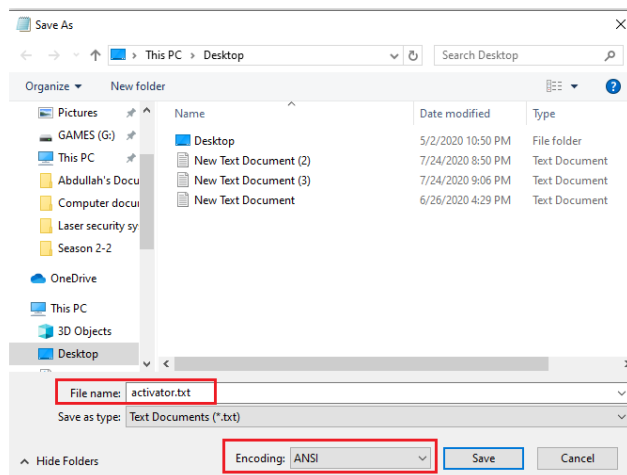 Save As
This PC > Desktop
Search Desktop
Organize New folder
Name Date modified Type
Pictures
GAMES (G:)
This PC
Abdullah's Docu
Computer docu
Laser security sy
Season 2-2
OneDrive
This PC
3D Objects
Desktop
Desktop 5/2/2020 10:50 PM File folder
New Text Document (2) 7/24/2020 8:50 PM Text Document
New Text Document (3) 7/24/2020 9:06 PM Text Document
New Text Document 6/26/2020 4:29 PM Text Document
File name: activator.txt
Save as type: Text Documents (*.txt)
Hide Folders Encoding: ANSI Save Cancel